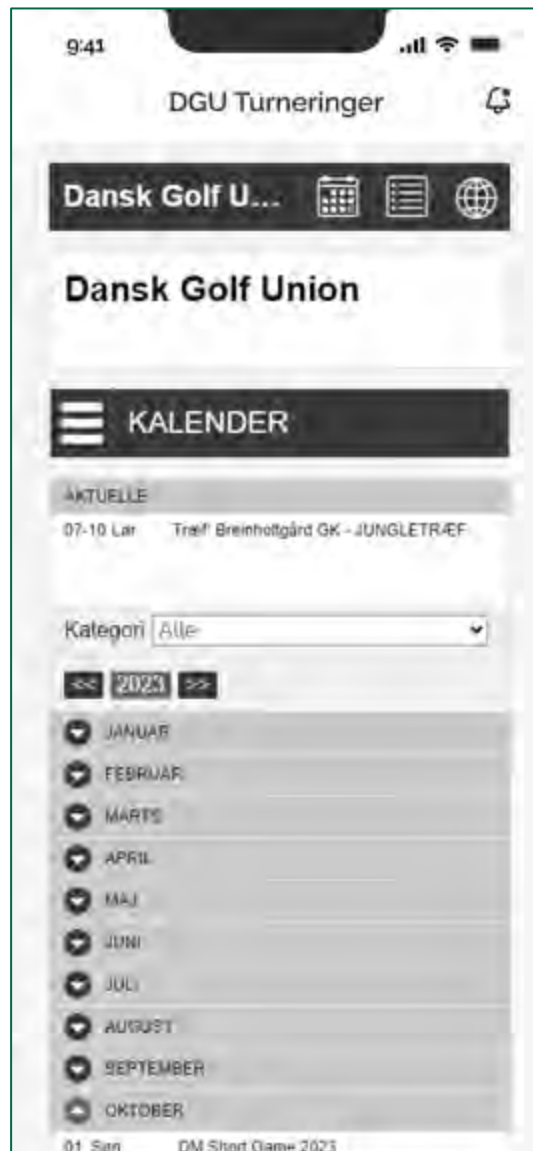 9:41
DGU Turneringer
Dansk Golf U...
Dansk Golf Union
KALENDER
AKTUELLE
07-10 Lør Træf' Breinholtgård GK - JUNGLETRÆF
Kategori Alle
<< 2023 >>
JANUAR
FEBRUAR
MARTS
APRIL
MAJ
JUNI
JULI
AUGUST
SEPTEMBER
OKTOBER
01 Søn DM Short Game 2023